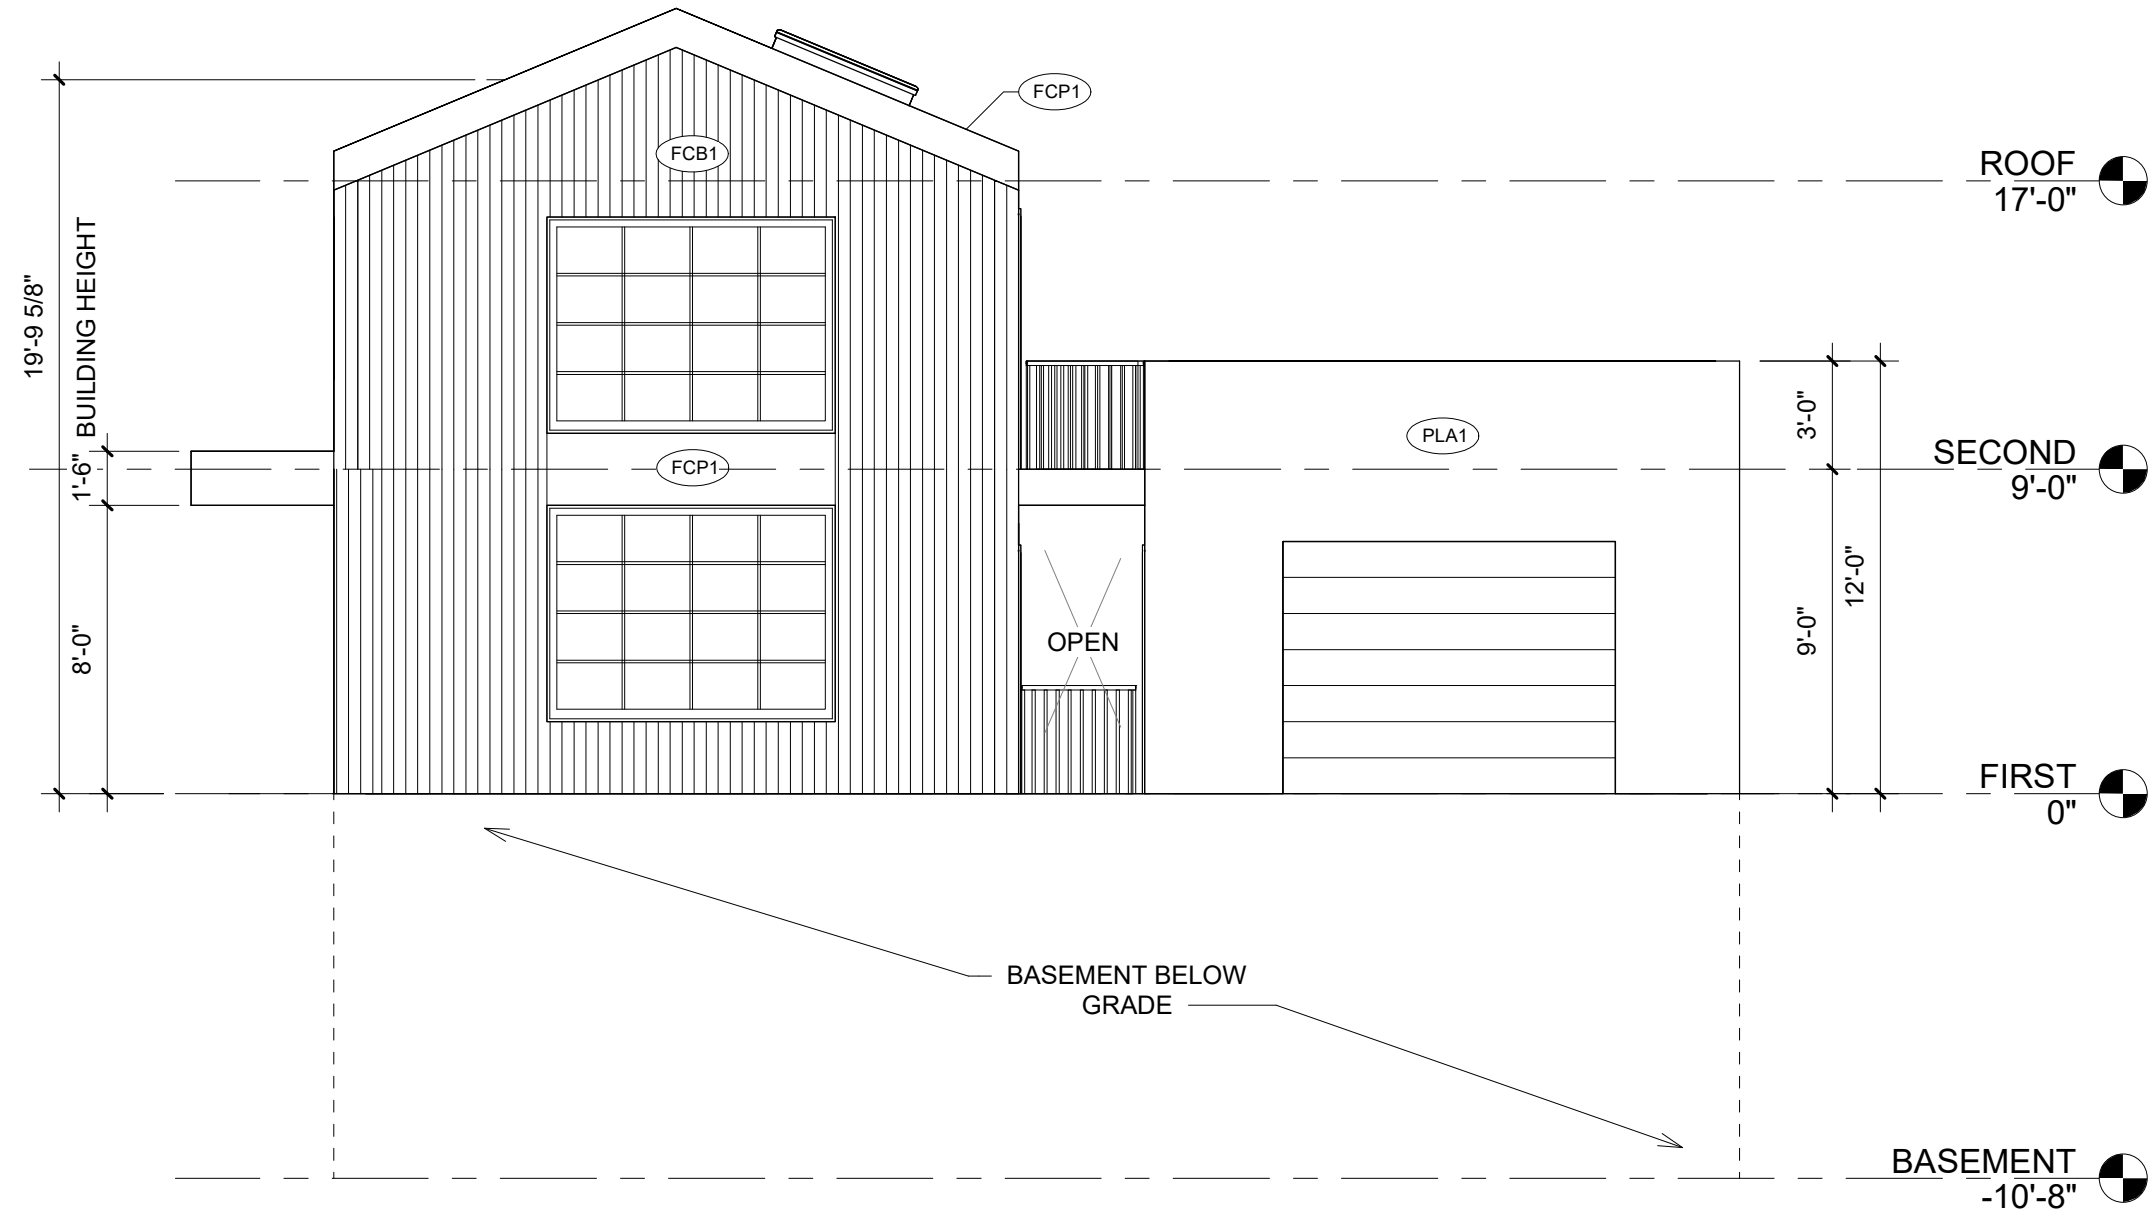 FCP1
FCB1
ROOF
17'-0"
19'-9 5/8"
BUILDING HEIGHT
1'-6"
8'-0"
FCP1
PLA1
3'-0"
SECOND
9'-0"
12'-0"
9'-0"
OPEN
FIRST
0"
BASEMENT BELOW
GRADE
BASEMENT
-10'-8"